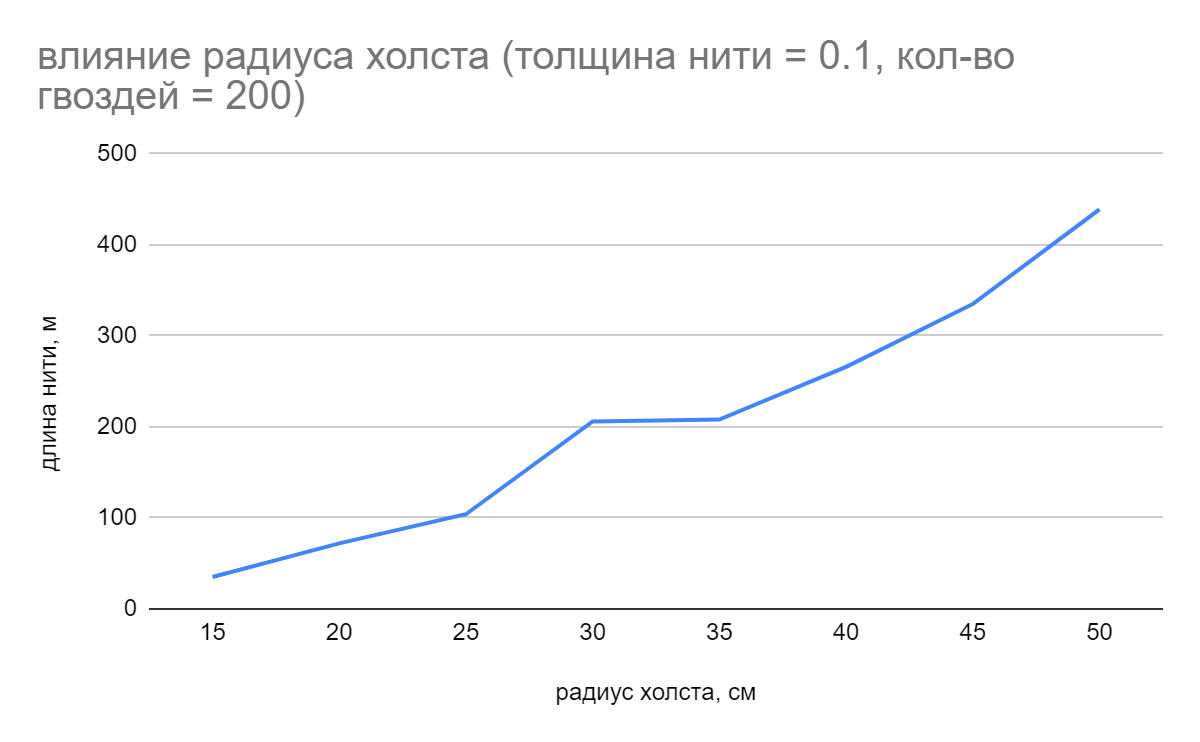 влияние радиуса холста (толщина нити = 0.1, кол-во
гвоздей = 200)
500
400
300
200
100
0
длина нити, м
15 20 25 30 35 40 45 50
радиус холста, см